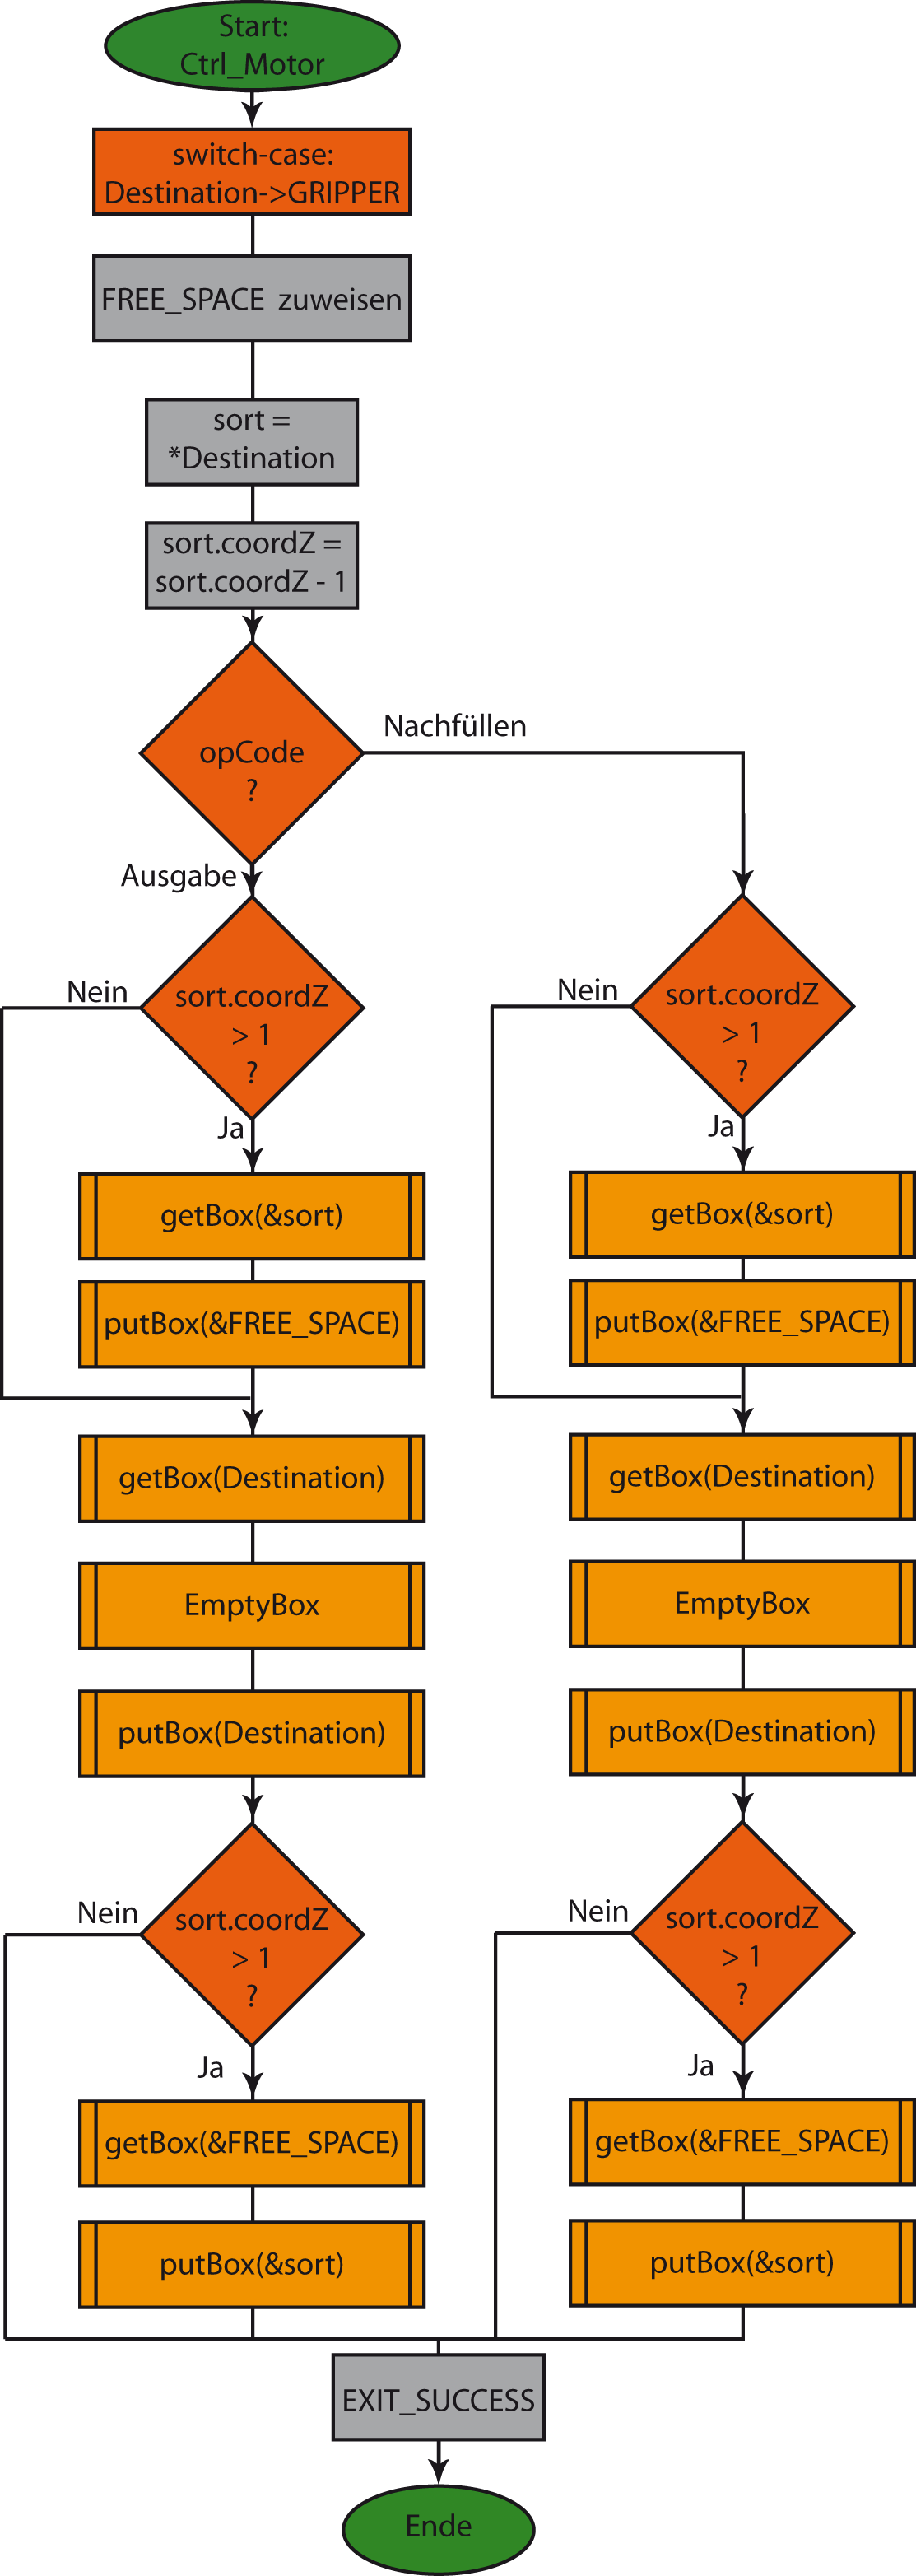 Start:
Ctrl_Motor
switch-case:
Destination->GRIPPER
FREE_SPACE zuweisen
sort =
*Destination
sort.coordZ =
sort.coordZ - 1
opCode
?
Nachfüllen
Ausgabe
Nein
sort.coordZ
> 1
?
Ja
getBox(&sort)
putBox(&FREE_SPACE)
getBox(Destination)
EmptyBox
putBox(Destination)
Nein
sort.coordZ
> 1
?
Ja
getBox(&FREE_SPACE)
putBox(&sort)
Nein
sort.coordZ
> 1
?
Ja
getBox(&sort)
putBox(&FREE_SPACE)
getBox(Destination)
EmptyBox
putBox(Destination)
Nein
sort.coordZ
> 1
?
Ja
getBox(&FREE_SPACE)
putBox(&sort)
EXIT_SUCCESS
Ende